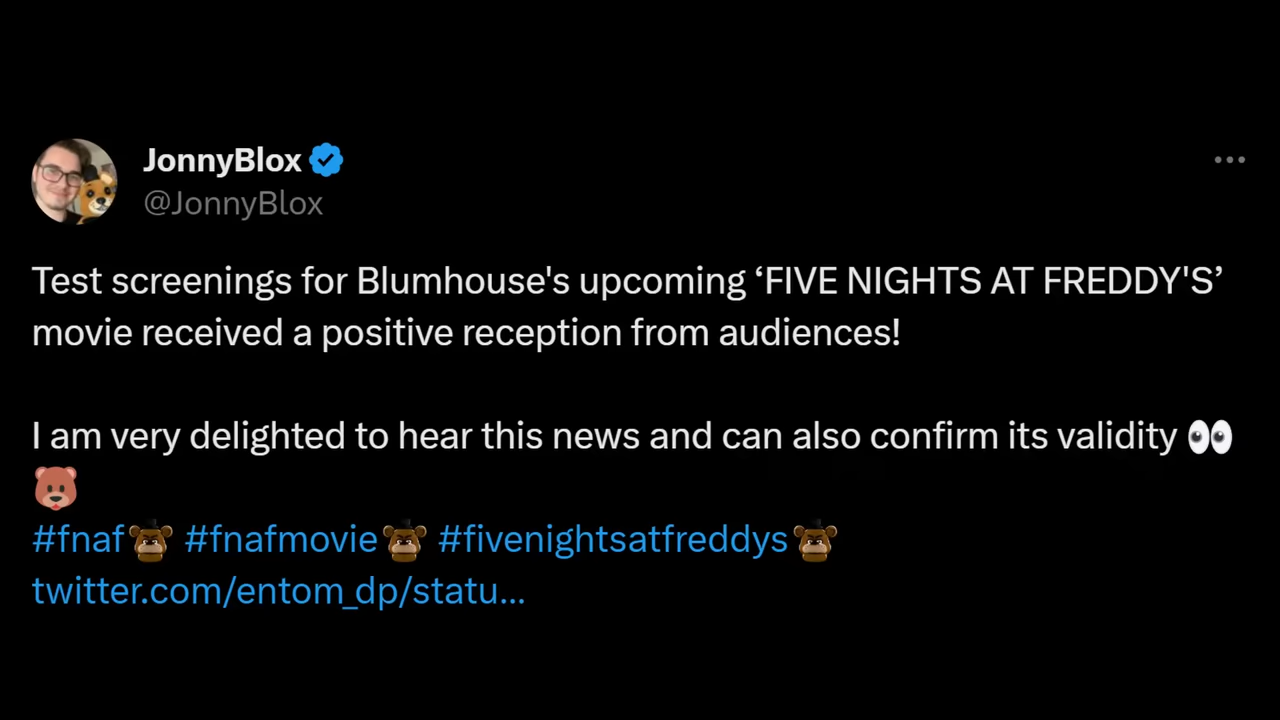 JonnyBlox
@JonnyBlox
Test screenings for Blumhouse's upcoming ‘FIVE NIGHTS AT FREDDY'S’
movie received a positive reception from audiences!
I am very delighted to hear this news and can also confirm its validity 👀
🐻
#fnaf #fnafmovie #fivenightsatfreddys
twitter.com/entom_dp/statu...